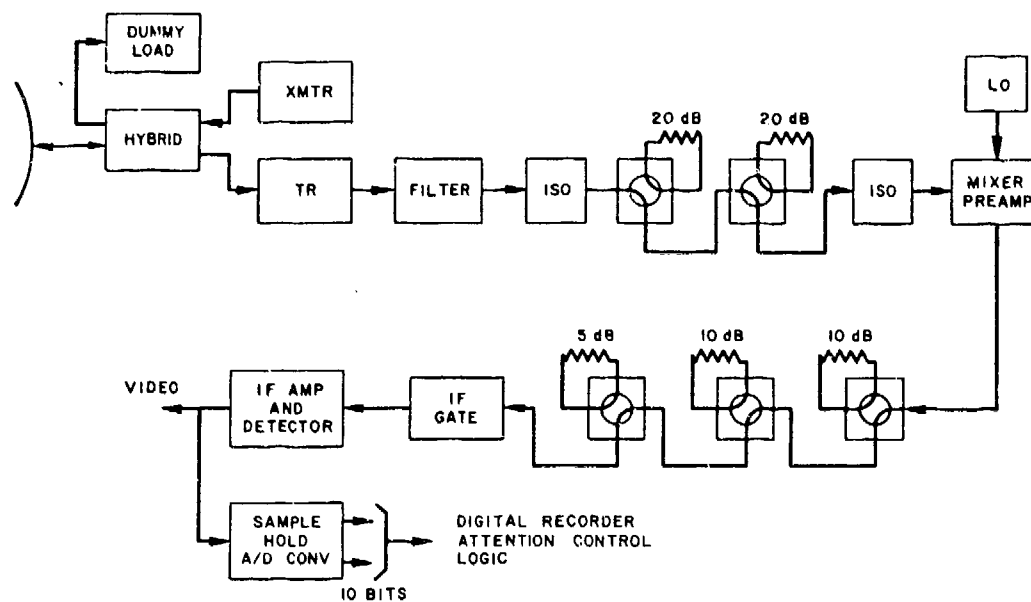 DUMMY
LOAD
XMTR
LO
HYBRID
20 dB
20 dB
TR
FILTER
ISO
ISO
MIXER
PREAMP
5 dB
10 dB
10 dB
VIDEO
IF AMP
AND
DETECTOR
IF
GATE
SAMPLE
HOLD
A/D CONV
DIGITAL RECORDER
ATTENTION CONTROL
LOGIC
10 BITS